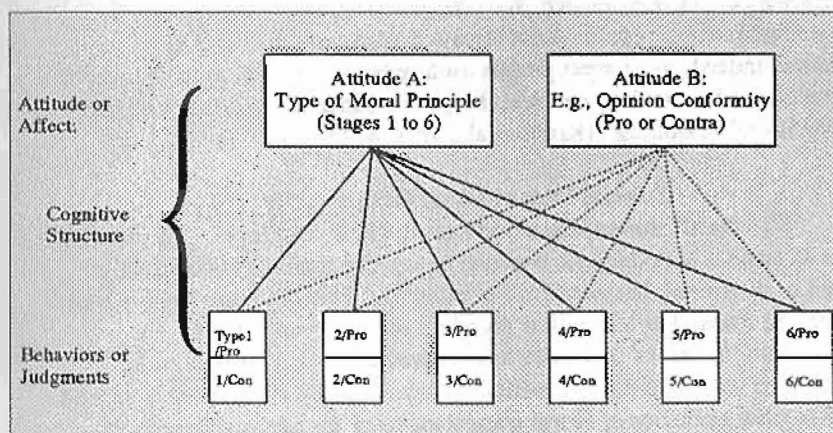 Attitude or
Affect:
Attitude A:
Type of Moral Principle
(Stages 1 to 6)
Attitude B:
E.g., Opinion Conformity
(Pro or Contra)
Cognitive
Structure
Behaviors or
Judgments
Type1
/Pro
2/Pro
3/Pro
4/Pro
5/Pro
6/Pro
1/Con
2/Con
3/Con
4/Con
5/Con
6/Con